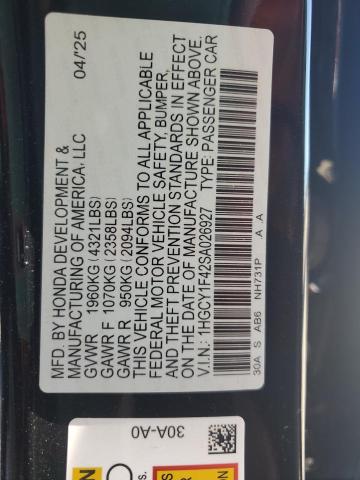 MFD. BY HONDA DEVELOPMENT & 04/25
MANUFACTURING OF AMERICA, LLC
GVWR 1960KG (4321LBS)
GAWR F 1070KG (2358LBS)
GAWR R 950KG (2094LBS)
THIS VEHICLE CONFORMS TO ALL APPLICABLE
FEDERAL MOTOR VEHICLE SAFETY, BUMPER,
AND THEFT PREVENTION STANDARDS IN EFFECT
ON THE DATE OF MANUFACTURE SHOWN ABOVE.
V.I.N.: 1HGCY1F42SA026927 TYPE: PASSENGER CAR
30A S AB6 NH731P A .A
30A-A0